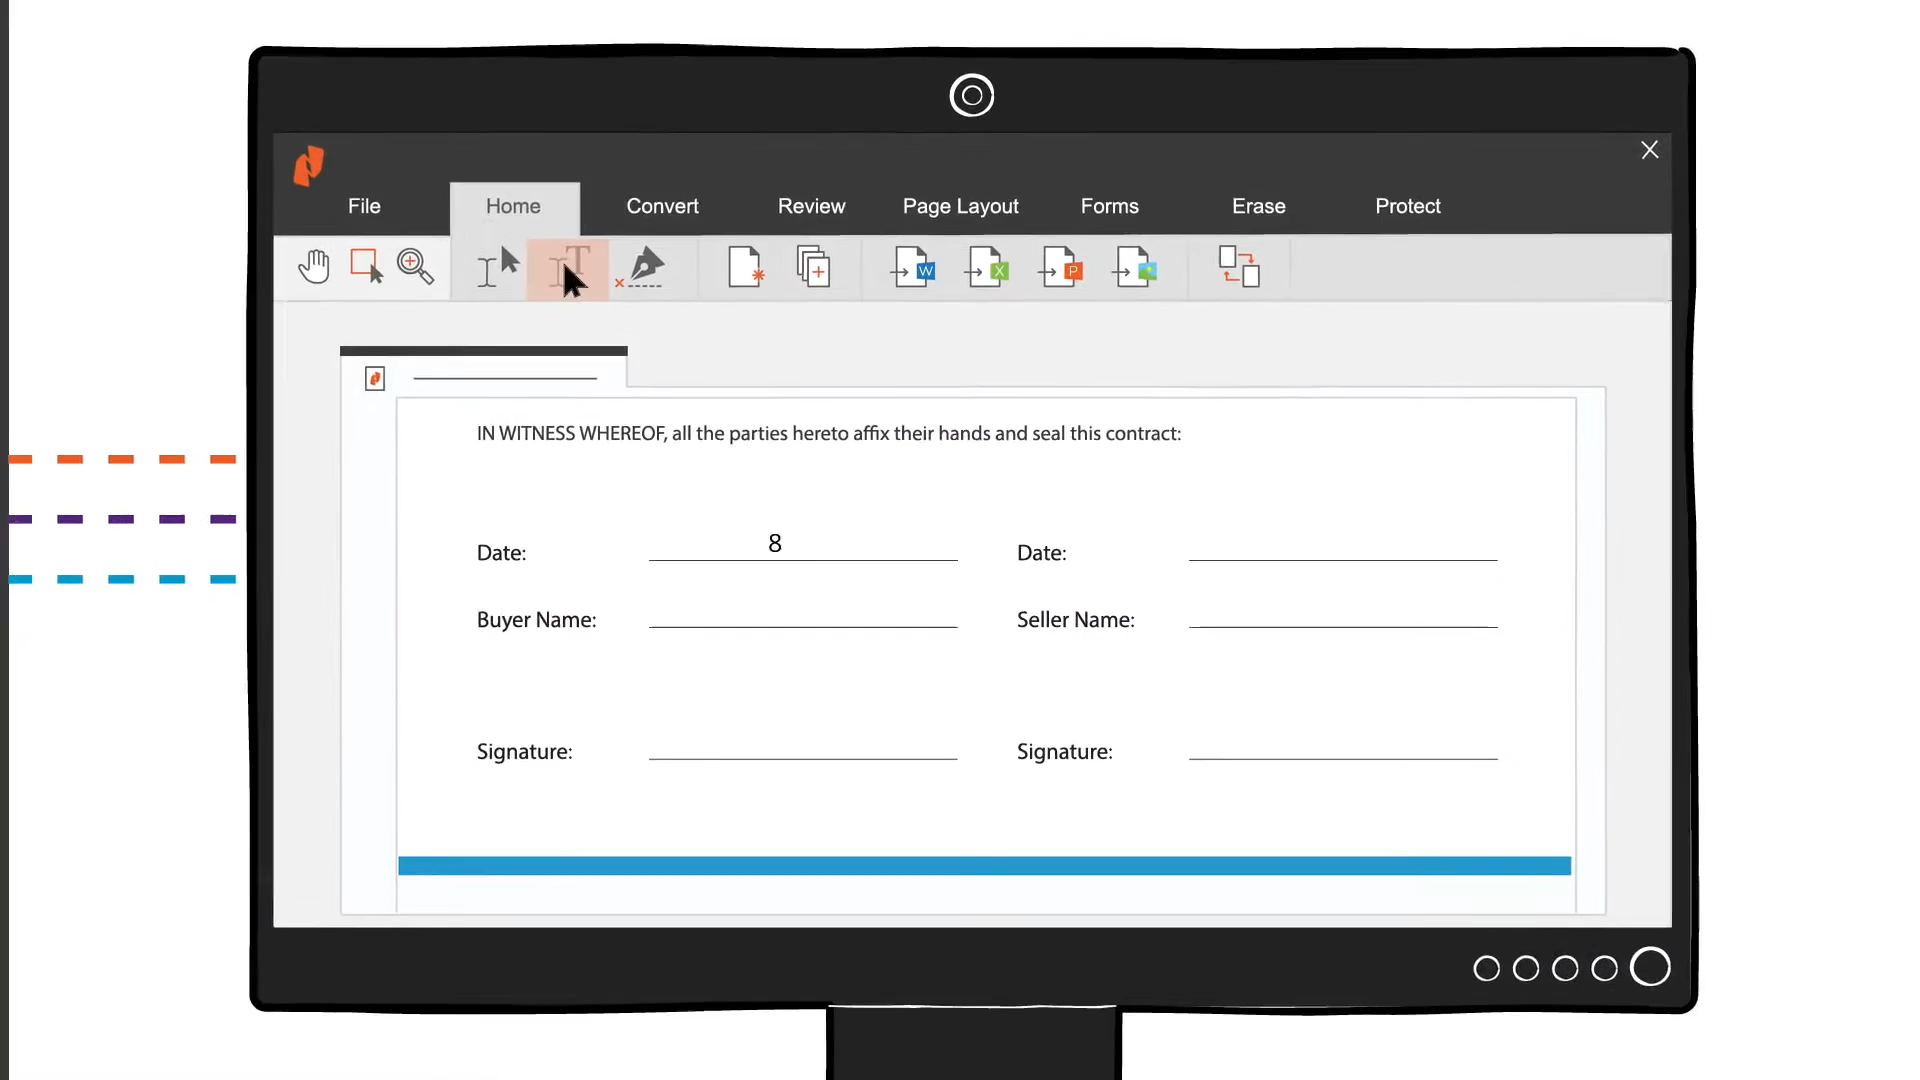 File Home Convert Review Page Layout Forms Erase Protect
T
W X P
IN WITNESS WHEREOF, all the parties hereto affix their hands and seal this contract:
Date: 8 Date:
Buyer Name: Seller Name:
Signature: Signature: